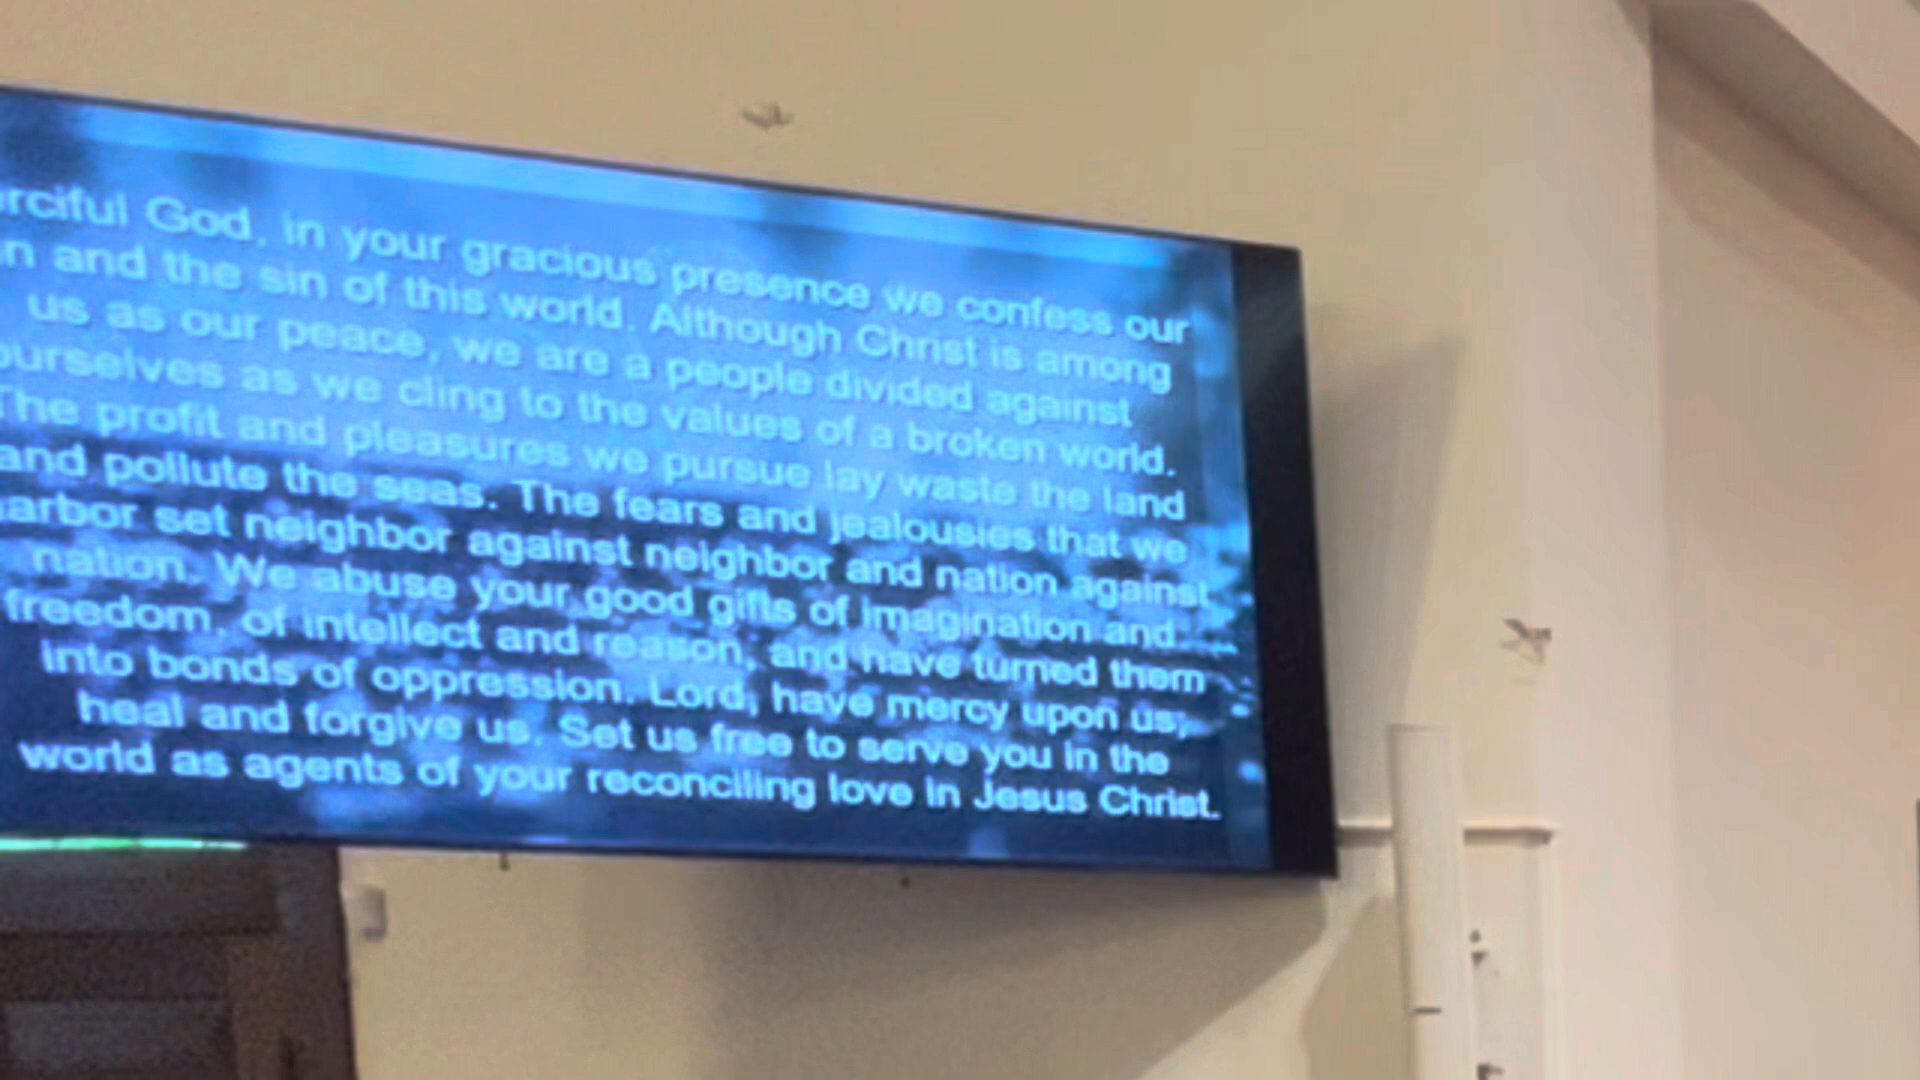 rciful God, in your gracious presence we confess our
n and the sin of this world. Although Christ is among
us as our peace, we are a people divided against
ourselves as we cling to the values of a broken world.
The profit and pleasures we pursue lay waste the land
and pollute the seas. The fears and jealousies that we
arbor set neighbor against neighbor and nation against
nation. We abuse your good gifts of imagination and
freedom, of intellect and reason, and have turned them
into bonds of oppression. Lord, have mercy upon us;
heal and forgive us. Set us free to serve you in the
world as agents of your reconciling love in Jesus Christ.